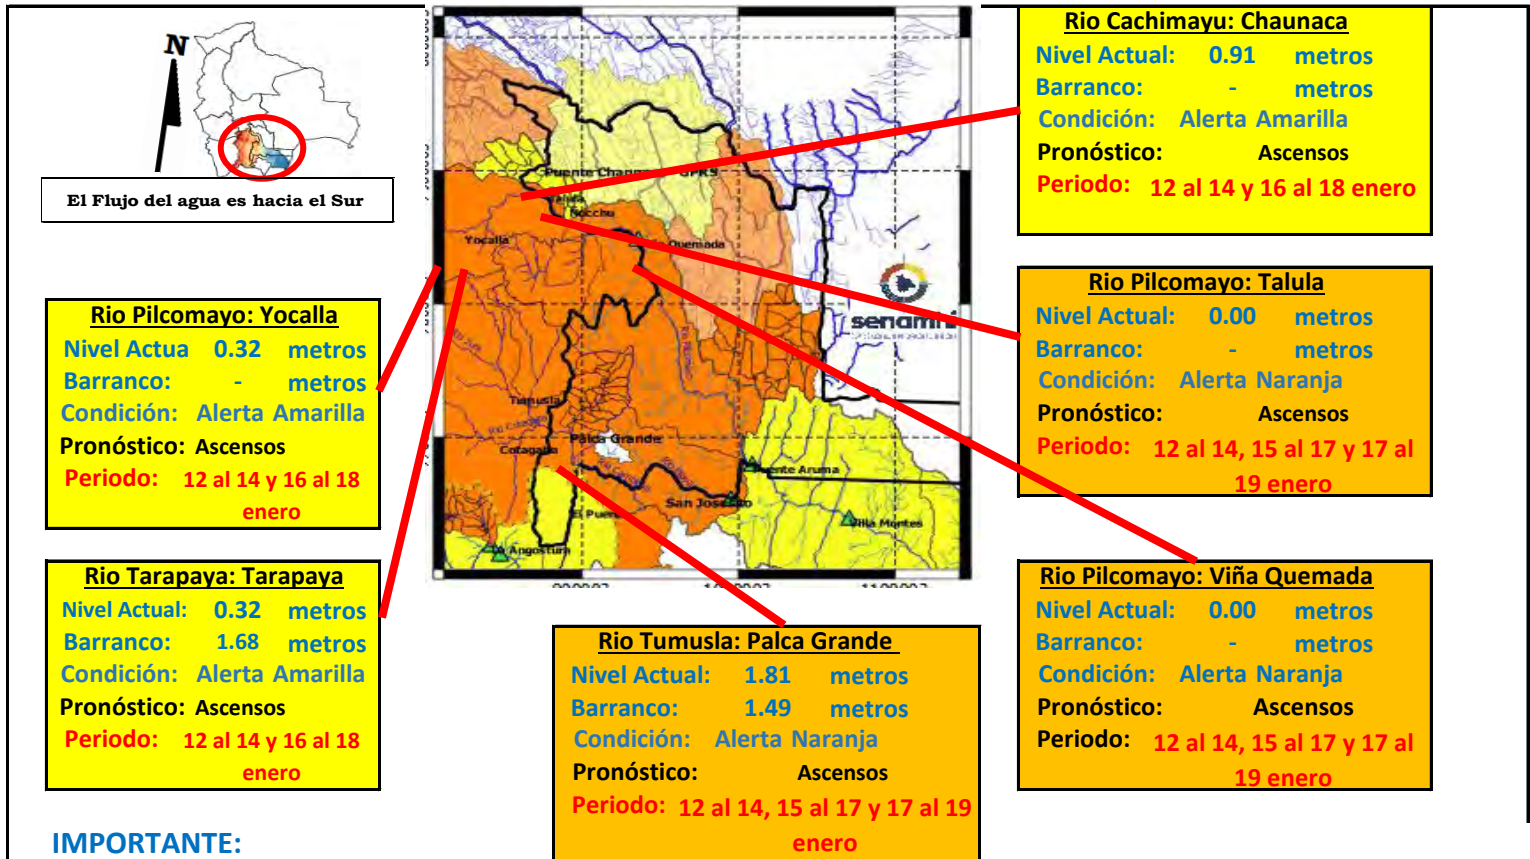 N
El Flujo del agua es hacia el Sur
Rio Pilcomayo: Yocalla
Nivel Actua 0.32 metros
Barranco: - metros
Condición: Alerta Amarilla
Pronóstico: Ascensos
Periodo: 12 al 14 y 16 al 18
enero
Rio Tarapaya: Tarapaya
Nivel Actual: 0.32 metros
Barranco: 1.68 metros
Condición: Alerta Amarilla
Pronóstico: Ascensos
Periodo: 12 al 14 y 16 al 18
enero
IMPORTANTE:
Puente
Yocalla
Quemada
senamhi
Tumusla
Palca Grande
Cotagaita
Puente Aruma
San Josecito
El Puente
Villa Montes
La Angostura
Rio Tumusla: Palca Grande
Nivel Actual: 1.81 metros
Barranco: 1.49 metros
Condición: Alerta Naranja
Pronóstico: Ascensos
Periodo: 12 al 14, 15 al 17 y 17 al 19
enero
Rio Cachimayu: Chaunaca
Nivel Actual: 0.91 metros
Barranco: - metros
Condición: Alerta Amarilla
Pronóstico: Ascensos
Periodo: 12 al 14 y 16 al 18 enero
Rio Pilcomayo: Talula
Nivel Actual: 0.00 metros
Barranco: - metros
Condición: Alerta Naranja
Pronóstico: Ascensos
Periodo: 12 al 14, 15 al 17 y 17 al
19 enero
Rio Pilcomayo: Viña Quemada
Nivel Actual: 0.00 metros
Barranco: - metros
Condición: Alerta Naranja
Pronóstico: Ascensos
Periodo: 12 al 14, 15 al 17 y 17 al
19 enero